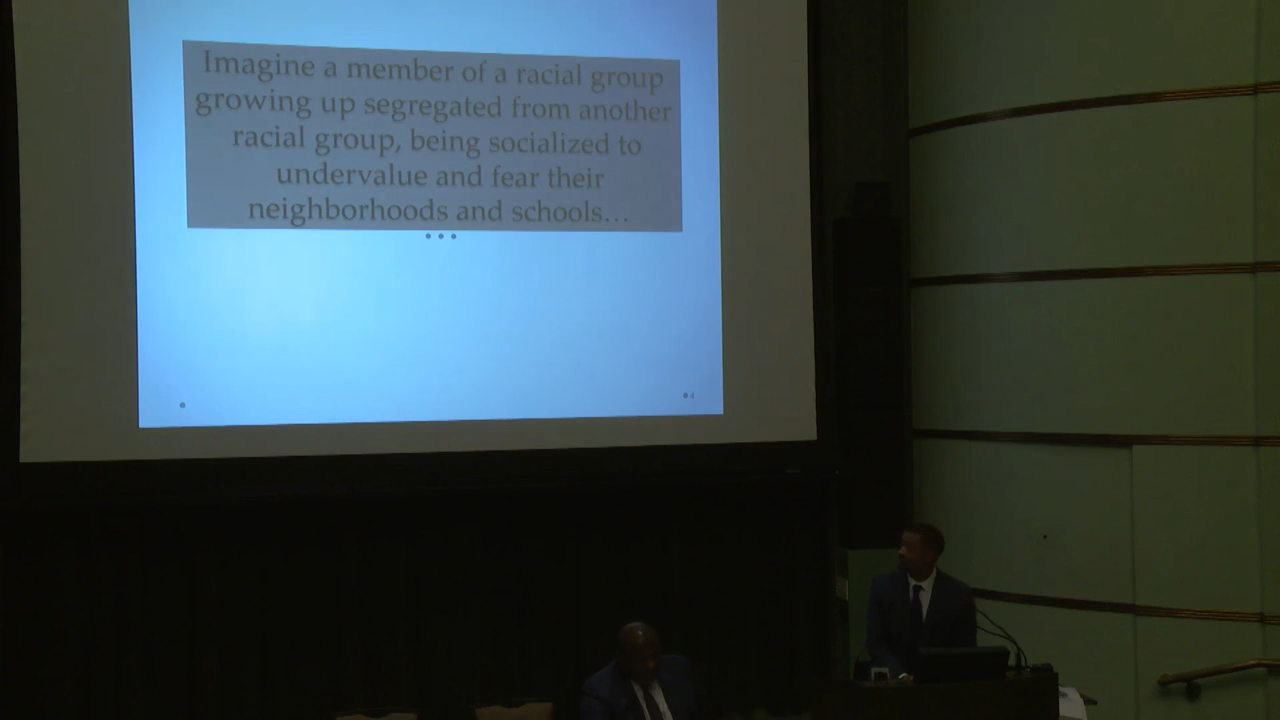 Imagine a member of a racial group
growing up segregated from another
racial group, being socialized to
undervalue and fear their
neighborhoods and schools…